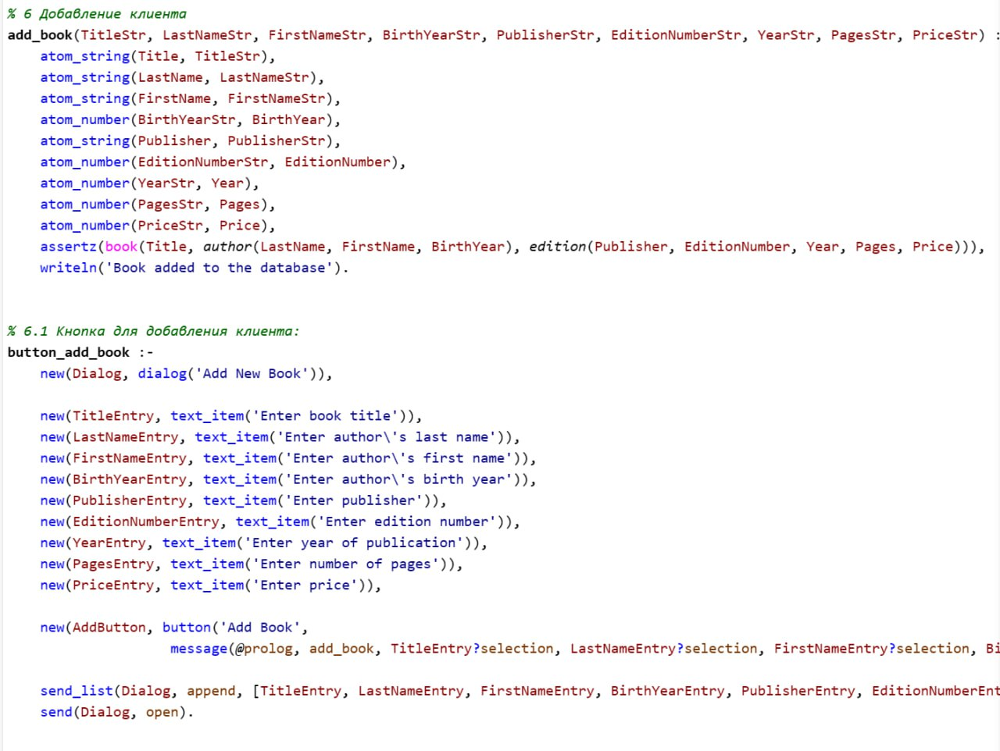 % 6 Добавление клиента
add_book(TitleStr, LastNameStr, FirstNameStr, BirthYearStr, PublisherStr, EditionNumberStr, YearStr, PagesStr, PriceStr) :
atom_string(Title, TitleStr),
atom_string(LastName, LastNameStr),
atom_string(FirstName, FirstNameStr),
atom_number(BirthYearStr, BirthYear),
atom_string(Publisher, PublisherStr),
atom_number(EditionNumberStr, EditionNumber),
atom_number(YearStr, Year),
atom_number(PagesStr, Pages),
atom_number(PriceStr, Price),
assertz(book(Title, author(LastName, FirstName, BirthYear), edition(Publisher, EditionNumber, Year, Pages, Price))),
writeln('Book added to the database').
% 6.1 Кнопка для добавления клиента:
button_add_book :-
new(Dialog, dialog('Add New Book')),
new(TitleEntry, text_item('Enter book title')),
new(LastNameEntry, text_item('Enter author\'s last name')),
new(FirstNameEntry, text_item('Enter author\'s first name')),
new(BirthYearEntry, text_item('Enter author\'s birth year')),
new(PublisherEntry, text_item('Enter publisher')),
new(EditionNumberEntry, text_item('Enter edition number')),
new(YearEntry, text_item('Enter year of publication')),
new(PagesEntry, text_item('Enter number of pages')),
new(PriceEntry, text_item('Enter price')),
new(AddButton, button('Add Book',
message(@prolog, add_book, TitleEntry?selection, LastNameEntry?selection, FirstNameEntry?selection, Bi
send_list(Dialog, append, [TitleEntry, LastNameEntry, FirstNameEntry, BirthYearEntry, PublisherEntry, EditionNumberEnt
send(Dialog, open).